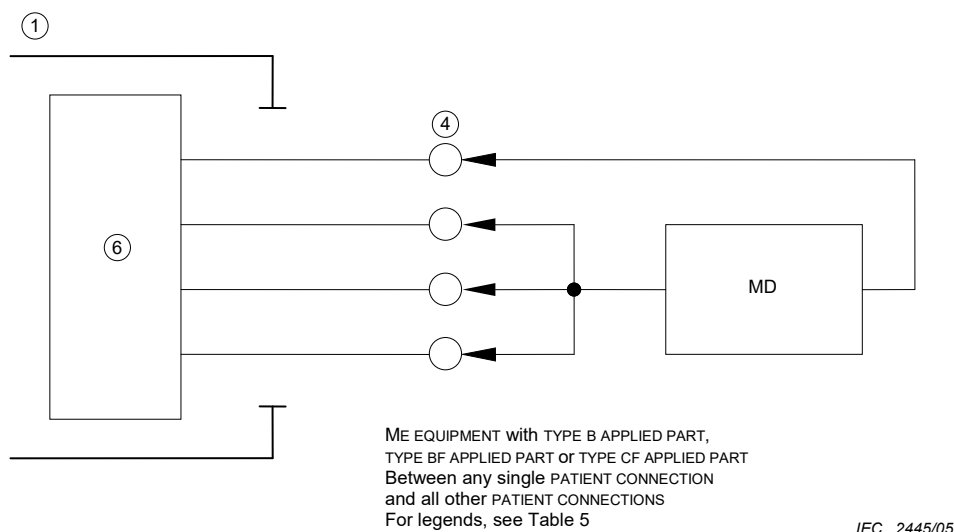 1
4
6
MD
ME EQUIPMENT with TYPE B APPLIED PART,
TYPE BF APPLIED PART or TYPE CF APPLIED PART
Between any single PATIENT CONNECTION
and all other PATIENT CONNECTIONS
For legends, see Table 5
IEC 2445/05